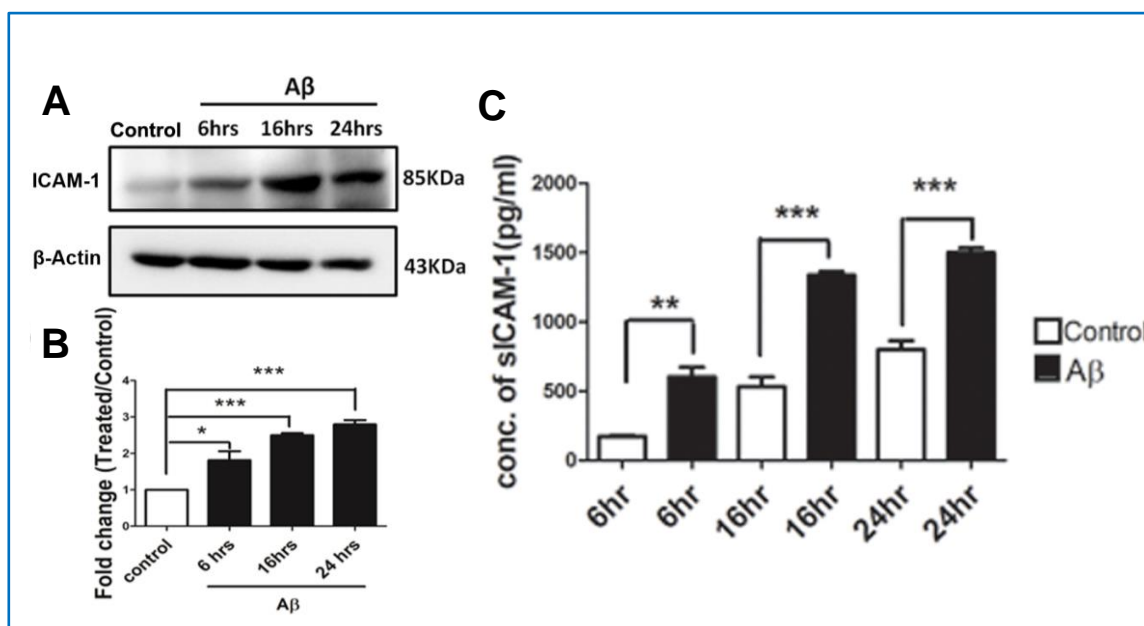 A
Aβ
Control 6hrs 16hrs 24hrs
ICAM-1
85KDa
β-Actin
43KDa
B
Fold change (Treated/Control)
4
3
2
1
0
***
***
*
control
6 hrs
16hrs
24 hrs
Aβ
C
conc. of sICAM-1(pg/ml)
2000
1500
1000
500
0
**
***
***
6hr
6hr
16hr
16hr
24hr
24hr
Control
Aβ